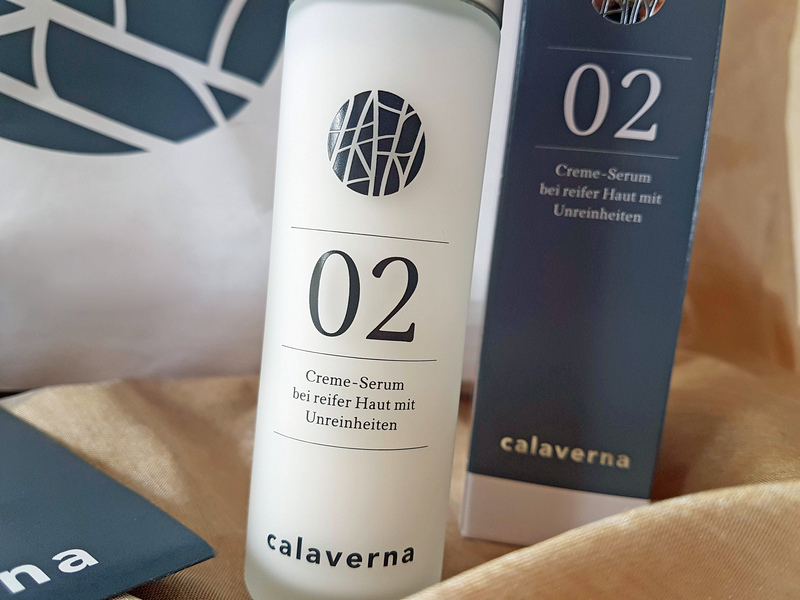 02
Creme-Serum
bei reifer Haut mit
Unreinheiten
calaverna
02
Creme-Serum
bei reifer Haut mit
Unreinheiten
calaverna
na